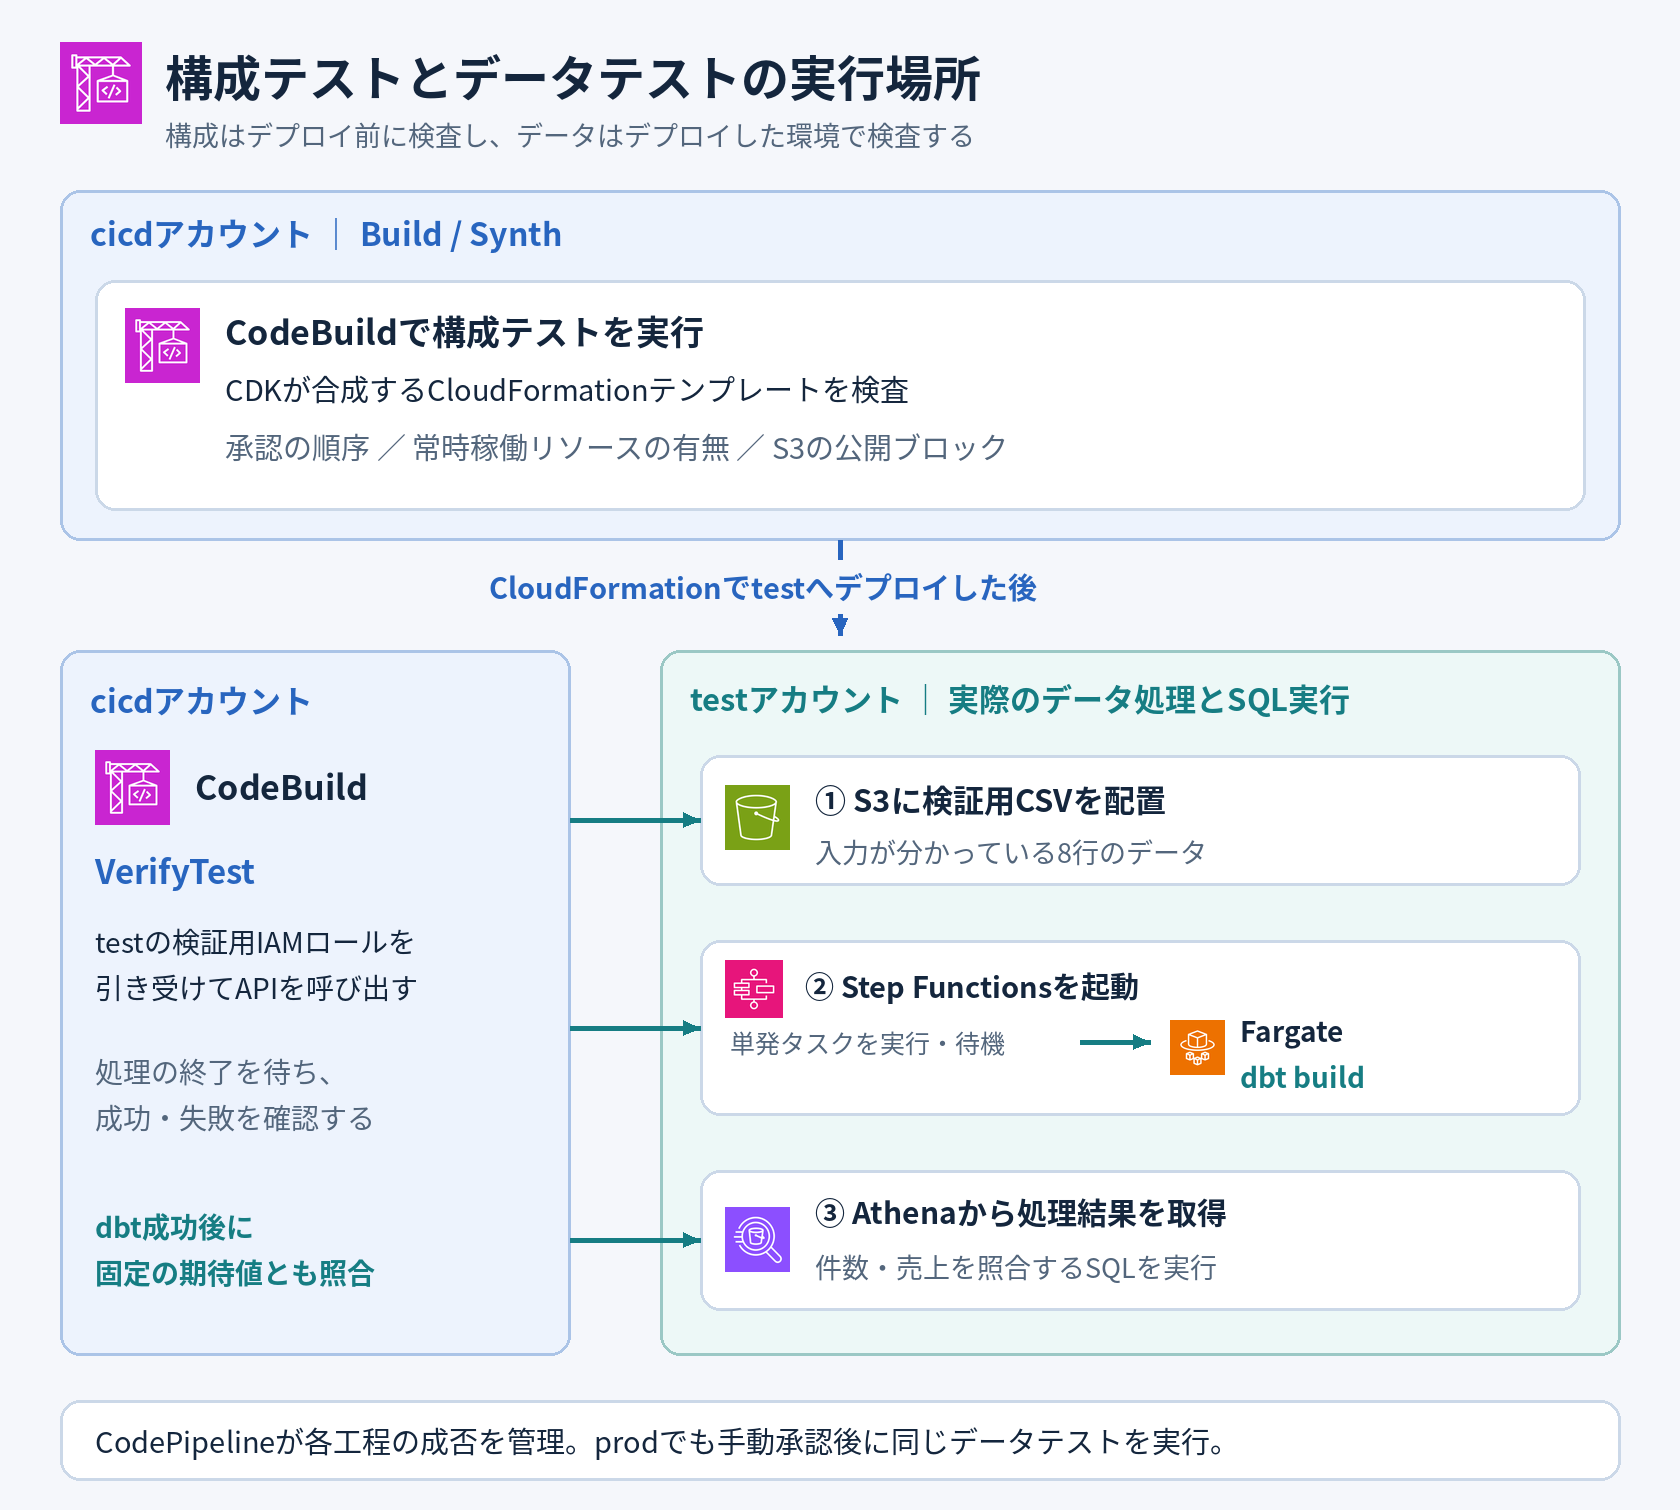 構成テストとデータテストの実行場所
構成はデプロイ前に検査し、データはデプロイした環境で検査する
cicdアカウント ｜ Build / Synth
CodeBuildで構成テストを実行
CDKが合成するCloudFormationテンプレートを検査
承認の順序 ／ 常時稼働リソースの有無 ／ S3の公開ブロック
CloudFormationでtestへデプロイした後
cicdアカウント
CodeBuild
VerifyTest
testの検証用IAMロールを
引き受けてAPIを呼び出す
処理の終了を待ち、
成功・失敗を確認する
dbt成功後に
固定の期待値とも照合
testアカウント ｜ 実際のデータ処理とSQL実行
① S3に検証用CSVを配置
入力が分かっている8行のデータ
② Step Functionsを起動
単発タスクを実行・待機
Fargate
dbt build
③ Athenaから処理結果を取得
件数・売上を照合するSQLを実行
CodePipelineが各工程の成否を管理。prodでも手動承認後に同じデータテストを実行。